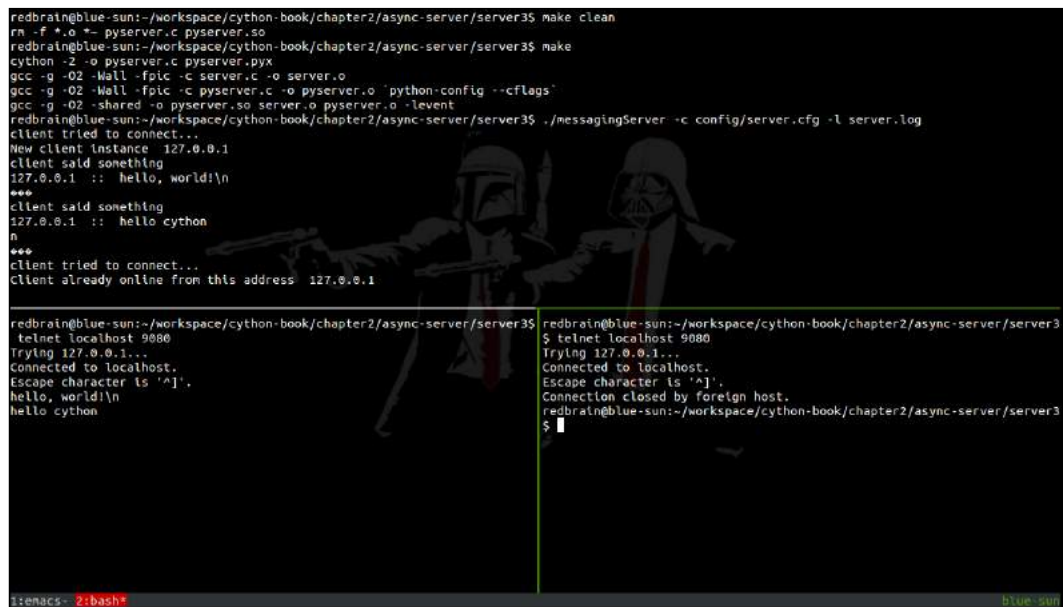 redbrain@blue-sun:~/workspace/cython-book/chapter2/async-server/server3$ make clean
rm -f *.o *~ pyserver.c pyserver.so
redbrain@blue-sun:~/workspace/cython-book/chapter2/async-server/server3$ make
cython -2 -o pyserver.c pyserver.pyx
gcc -g -O2 -Wall -fpic -c server.c -o server.o
gcc -g -O2 -Wall -fpic -c pyserver.c -o pyserver.o `python-config --cflags`
gcc -g -O2 -shared -o pyserver.so server.o pyserver.o -levent
redbrain@blue-sun:~/workspace/cython-book/chapter2/async-server/server3$ ./messagingServer -c config/server.cfg -l server.log
client tried to connect...
New client instance  127.0.0.1
client said something
127.0.0.1  ::  hello, world!\n
���
client said something
127.0.0.1  ::  hello cython
n
���
client tried to connect...
Client already online from this address  127.0.0.1
redbrain@blue-sun:~/workspace/cython-book/chapter2/async-server/server3$
 telnet localhost 9080
Trying 127.0.0.1...
Connected to localhost.
Escape character is '^]'.
hello, world!\n
hello cython
redbrain@blue-sun:~/workspace/cython-book/chapter2/async-server/server3
$ telnet localhost 9080
Trying 127.0.0.1...
Connected to localhost.
Escape character is '^]'.
Connection closed by foreign host.
redbrain@blue-sun:~/workspace/cython-book/chapter2/async-server/server3
$
1:emacs- 2:bash* blue-sun